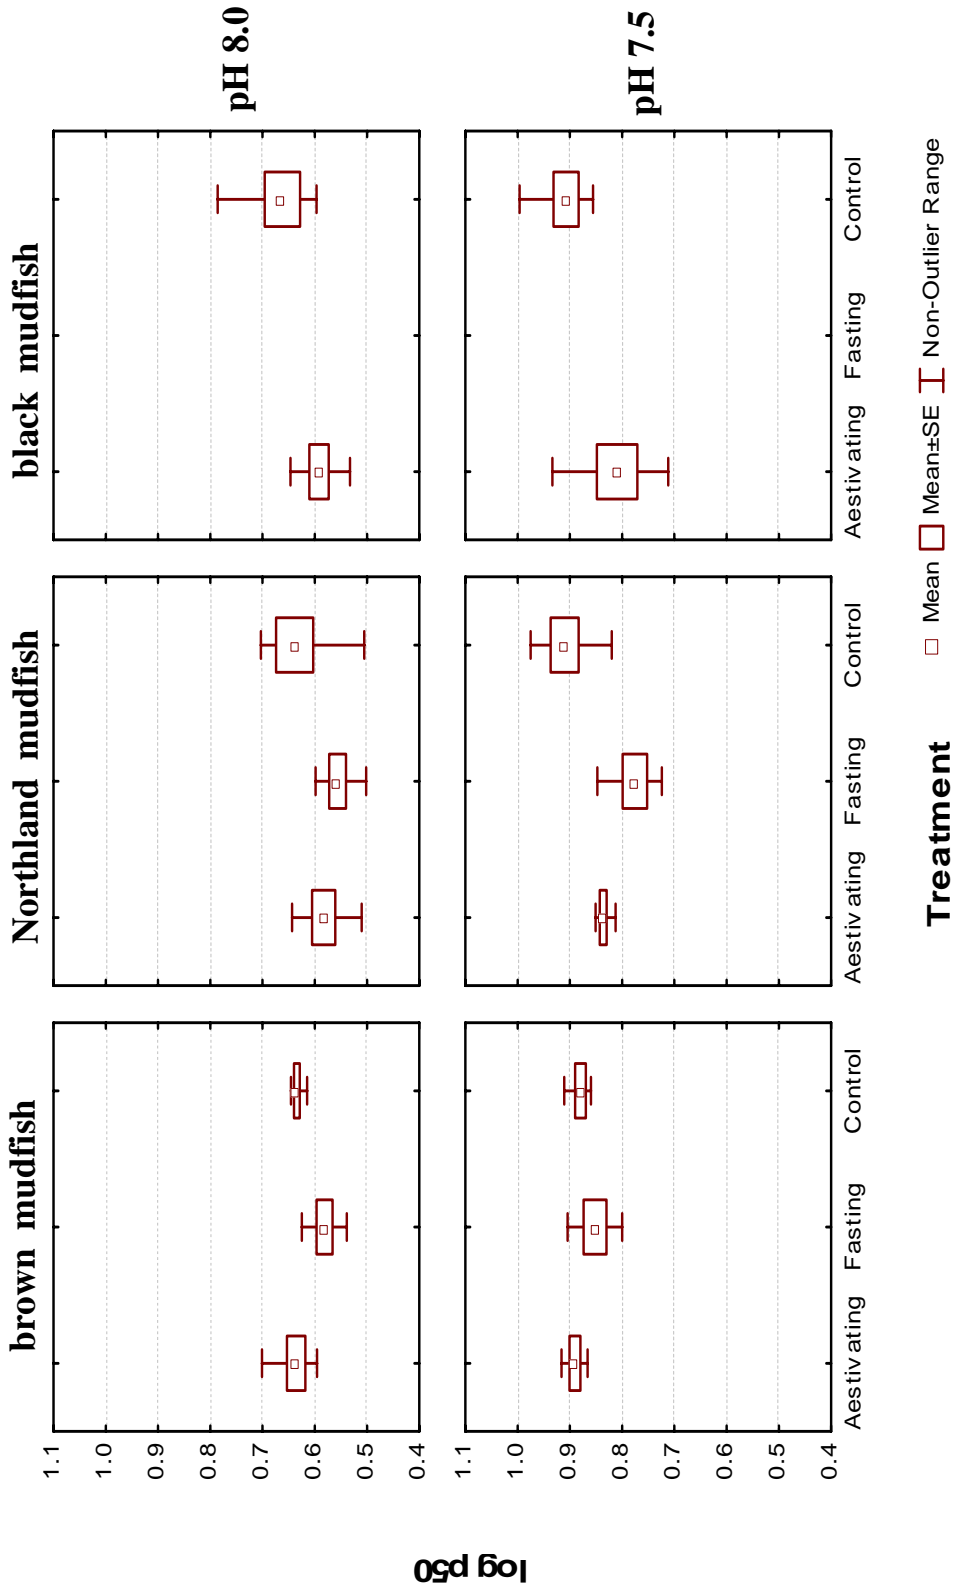 brown mudfish
Northland mudfish
black mudfish
1.1
1.0
0.9
0.8
0.7
0.6
0.5
0.4
pH 8.0
log p50
1.1
1.0
0.9
0.8
0.7
0.6
0.5
0.4
pH 7.5
Aestivating Fasting Control
Aestivating Fasting Control
Aestivating Fasting Control
Treatment
Mean Mean±SE Non-Outlier Range